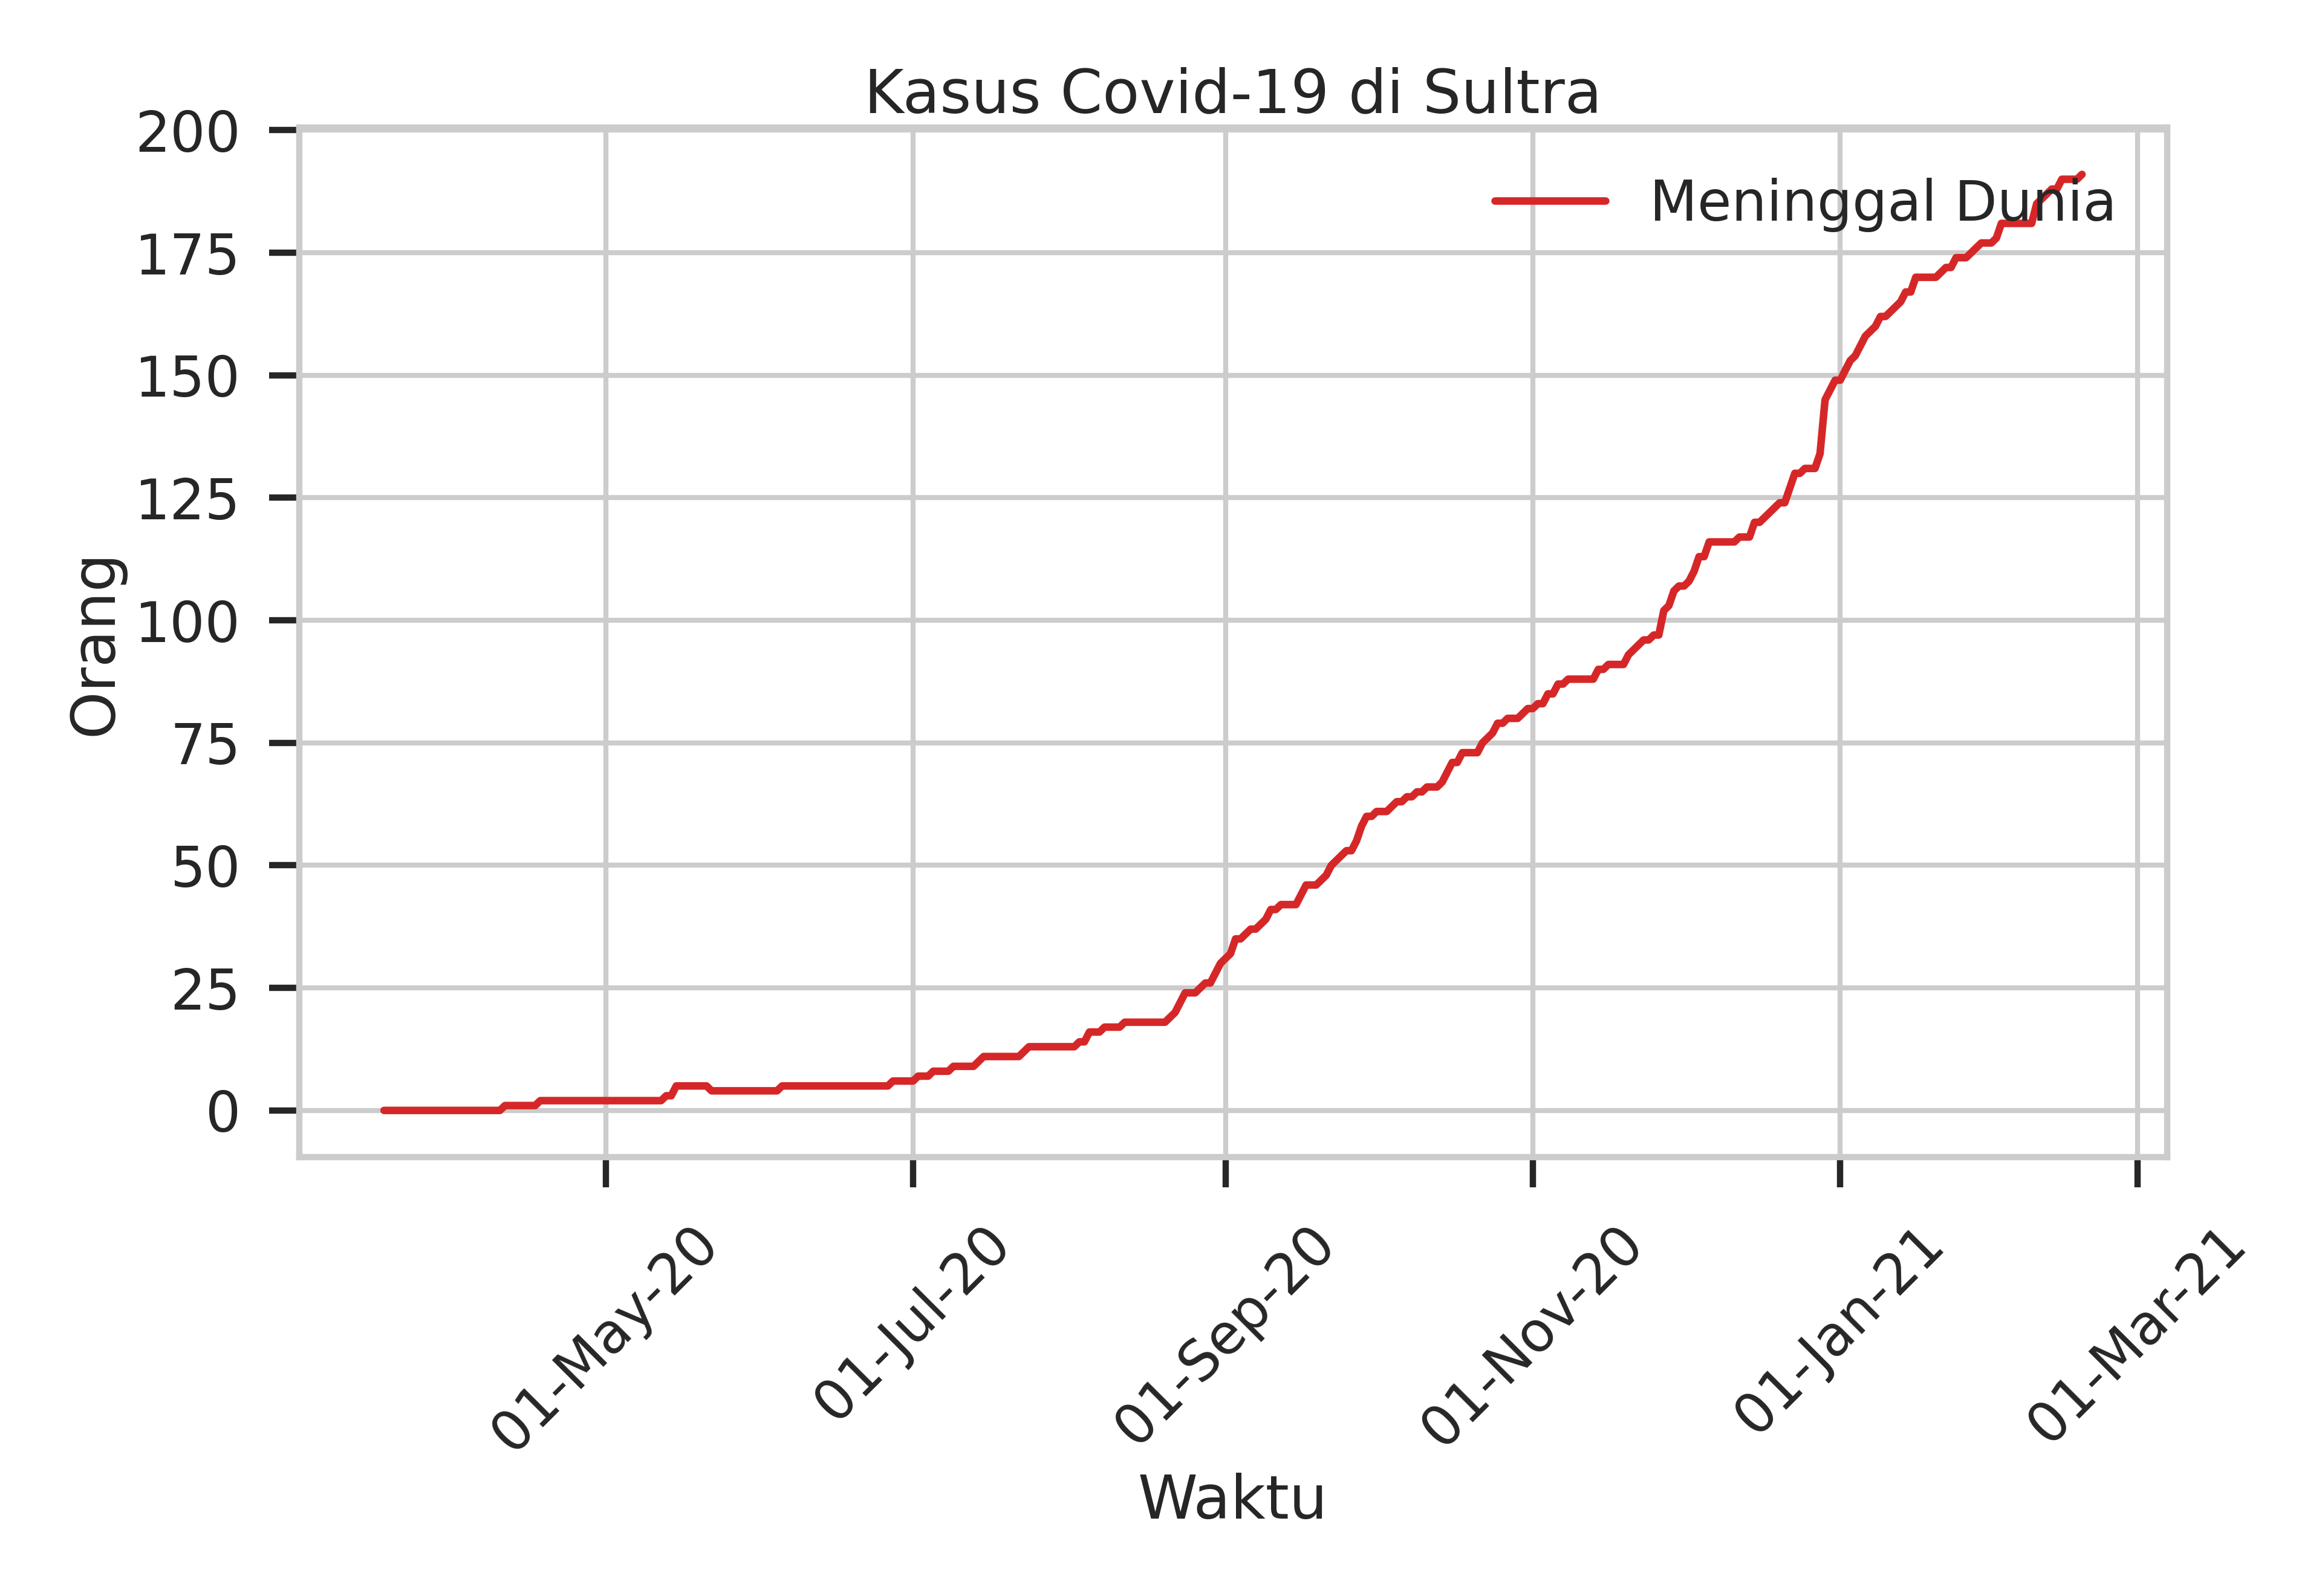 Kasus Covid-19 di Sultra
Meninggal Dunia
200
175
150
125
100
75
50
25
0
Orang
01-May-20
01-Jul-20
01-Sep-20
01-Nov-20
01-Jan-21
01-Mar-21
Waktu